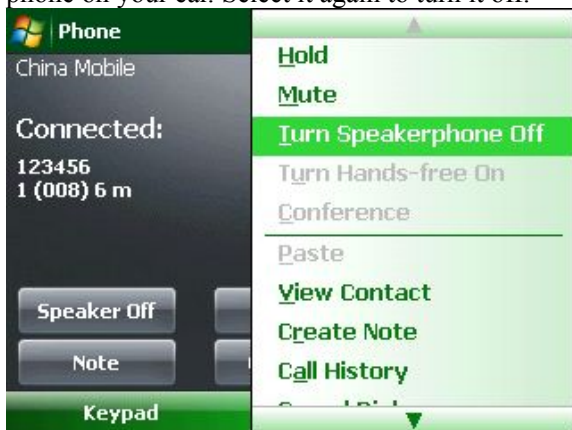 phone on your ear. Select it again to turn it off.
Phone
China Mobile
Connected:
123456
1 (008) 6 m
Speaker Off
Note
Keypad
Hold
Mute
Turn Speakerphone Off
Turn Hands-free On
Conference
Paste
View Contact
Create Note
Call History